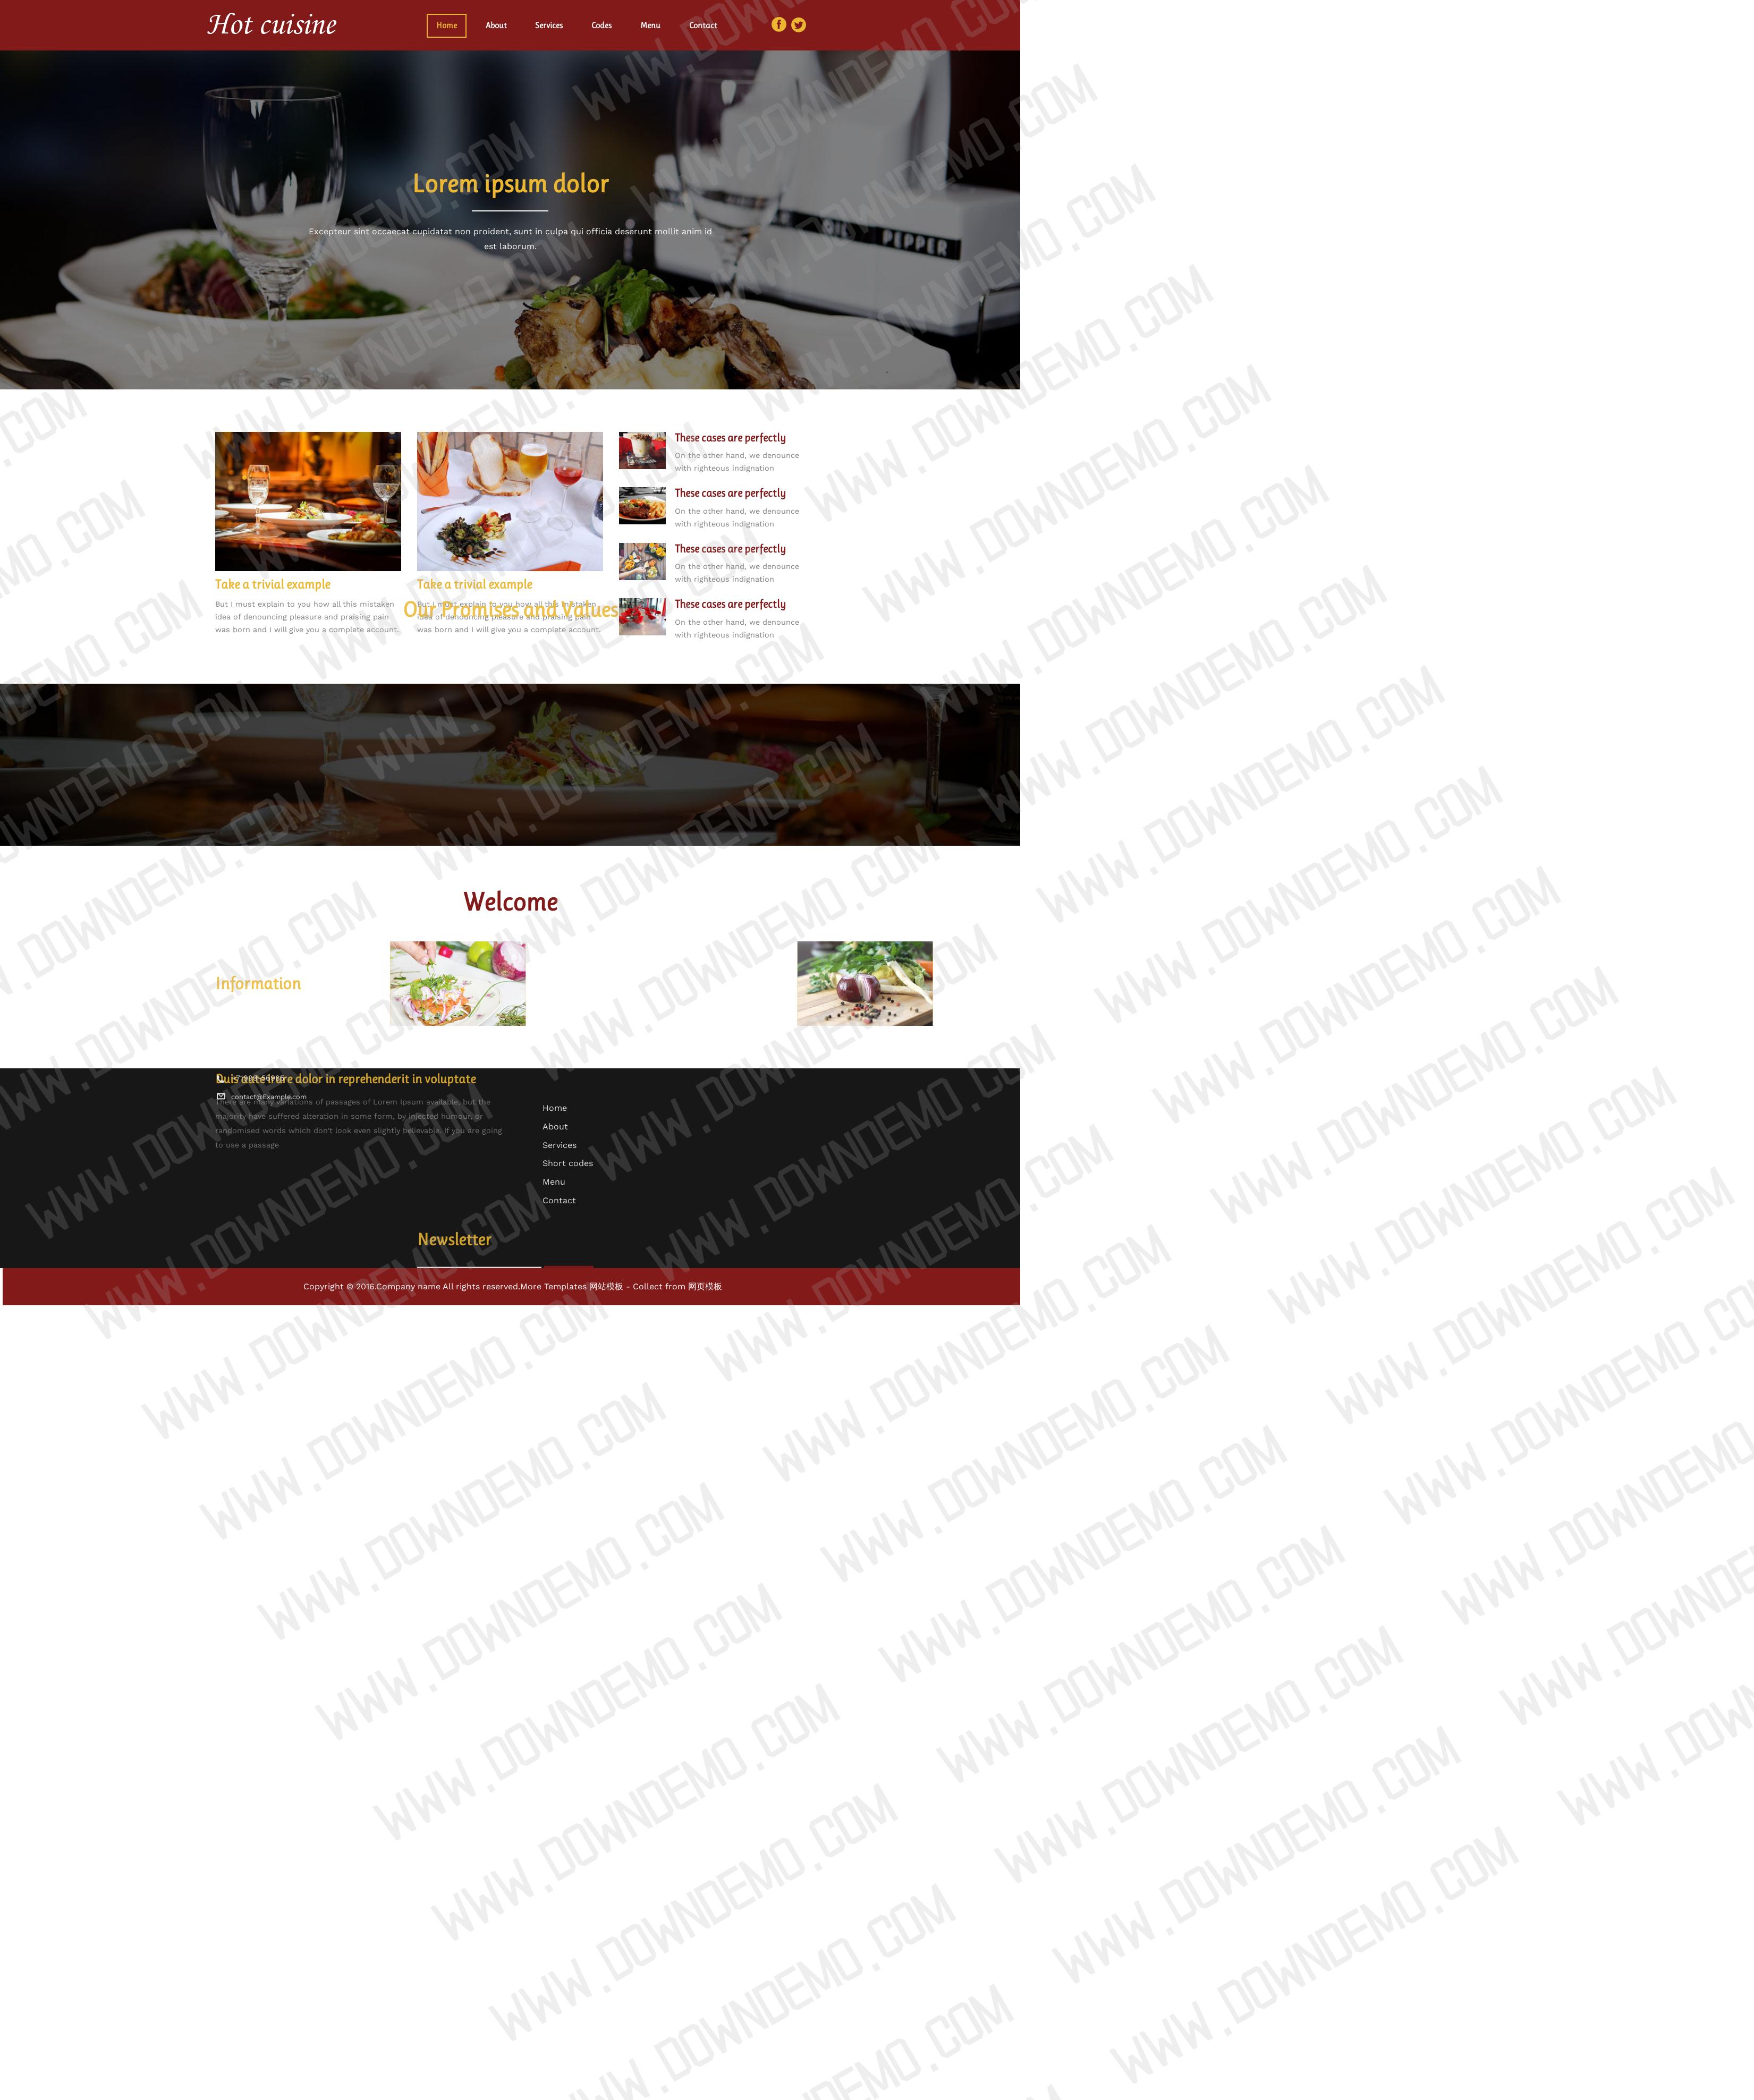 Hot cuisine
Home About Services Codes Menu Contact
Lorem ipsum dolor
Excepteur sint occaecat cupidatat non proident, sunt in culpa qui officia deserunt mollit anim id
est laborum.
PEPPER
Take a trivial example
But I must explain to you how all this mistaken
idea of denouncing pleasure and praising pain
was born and I will give you a complete account.
Take a trivial example
But I must explain to you how all this mistaken
idea of denouncing pleasure and praising pain
was born and I will give you a complete account.
Our Promises and Values
These cases are perfectly
On the other hand, we denounce
with righteous indignation
These cases are perfectly
On the other hand, we denounce
with righteous indignation
These cases are perfectly
On the other hand, we denounce
with righteous indignation
These cases are perfectly
On the other hand, we denounce
with righteous indignation
Welcome
Information
Duis aute irure dolor in reprehenderit in voluptate
contact@Example.com
There are many variations of passages of Lorem Ipsum available, but the
majority have suffered alteration in some form, by injected humour, or
randomised words which don't look even slightly believable. If you are going
to use a passage
Home
About
Services
Short codes
Menu
Contact
Newsletter
Copyright © 2016.Company name All rights reserved.More Templates 网站模板 - Collect from 网页模板
WWW.DOWNDEMO.COM